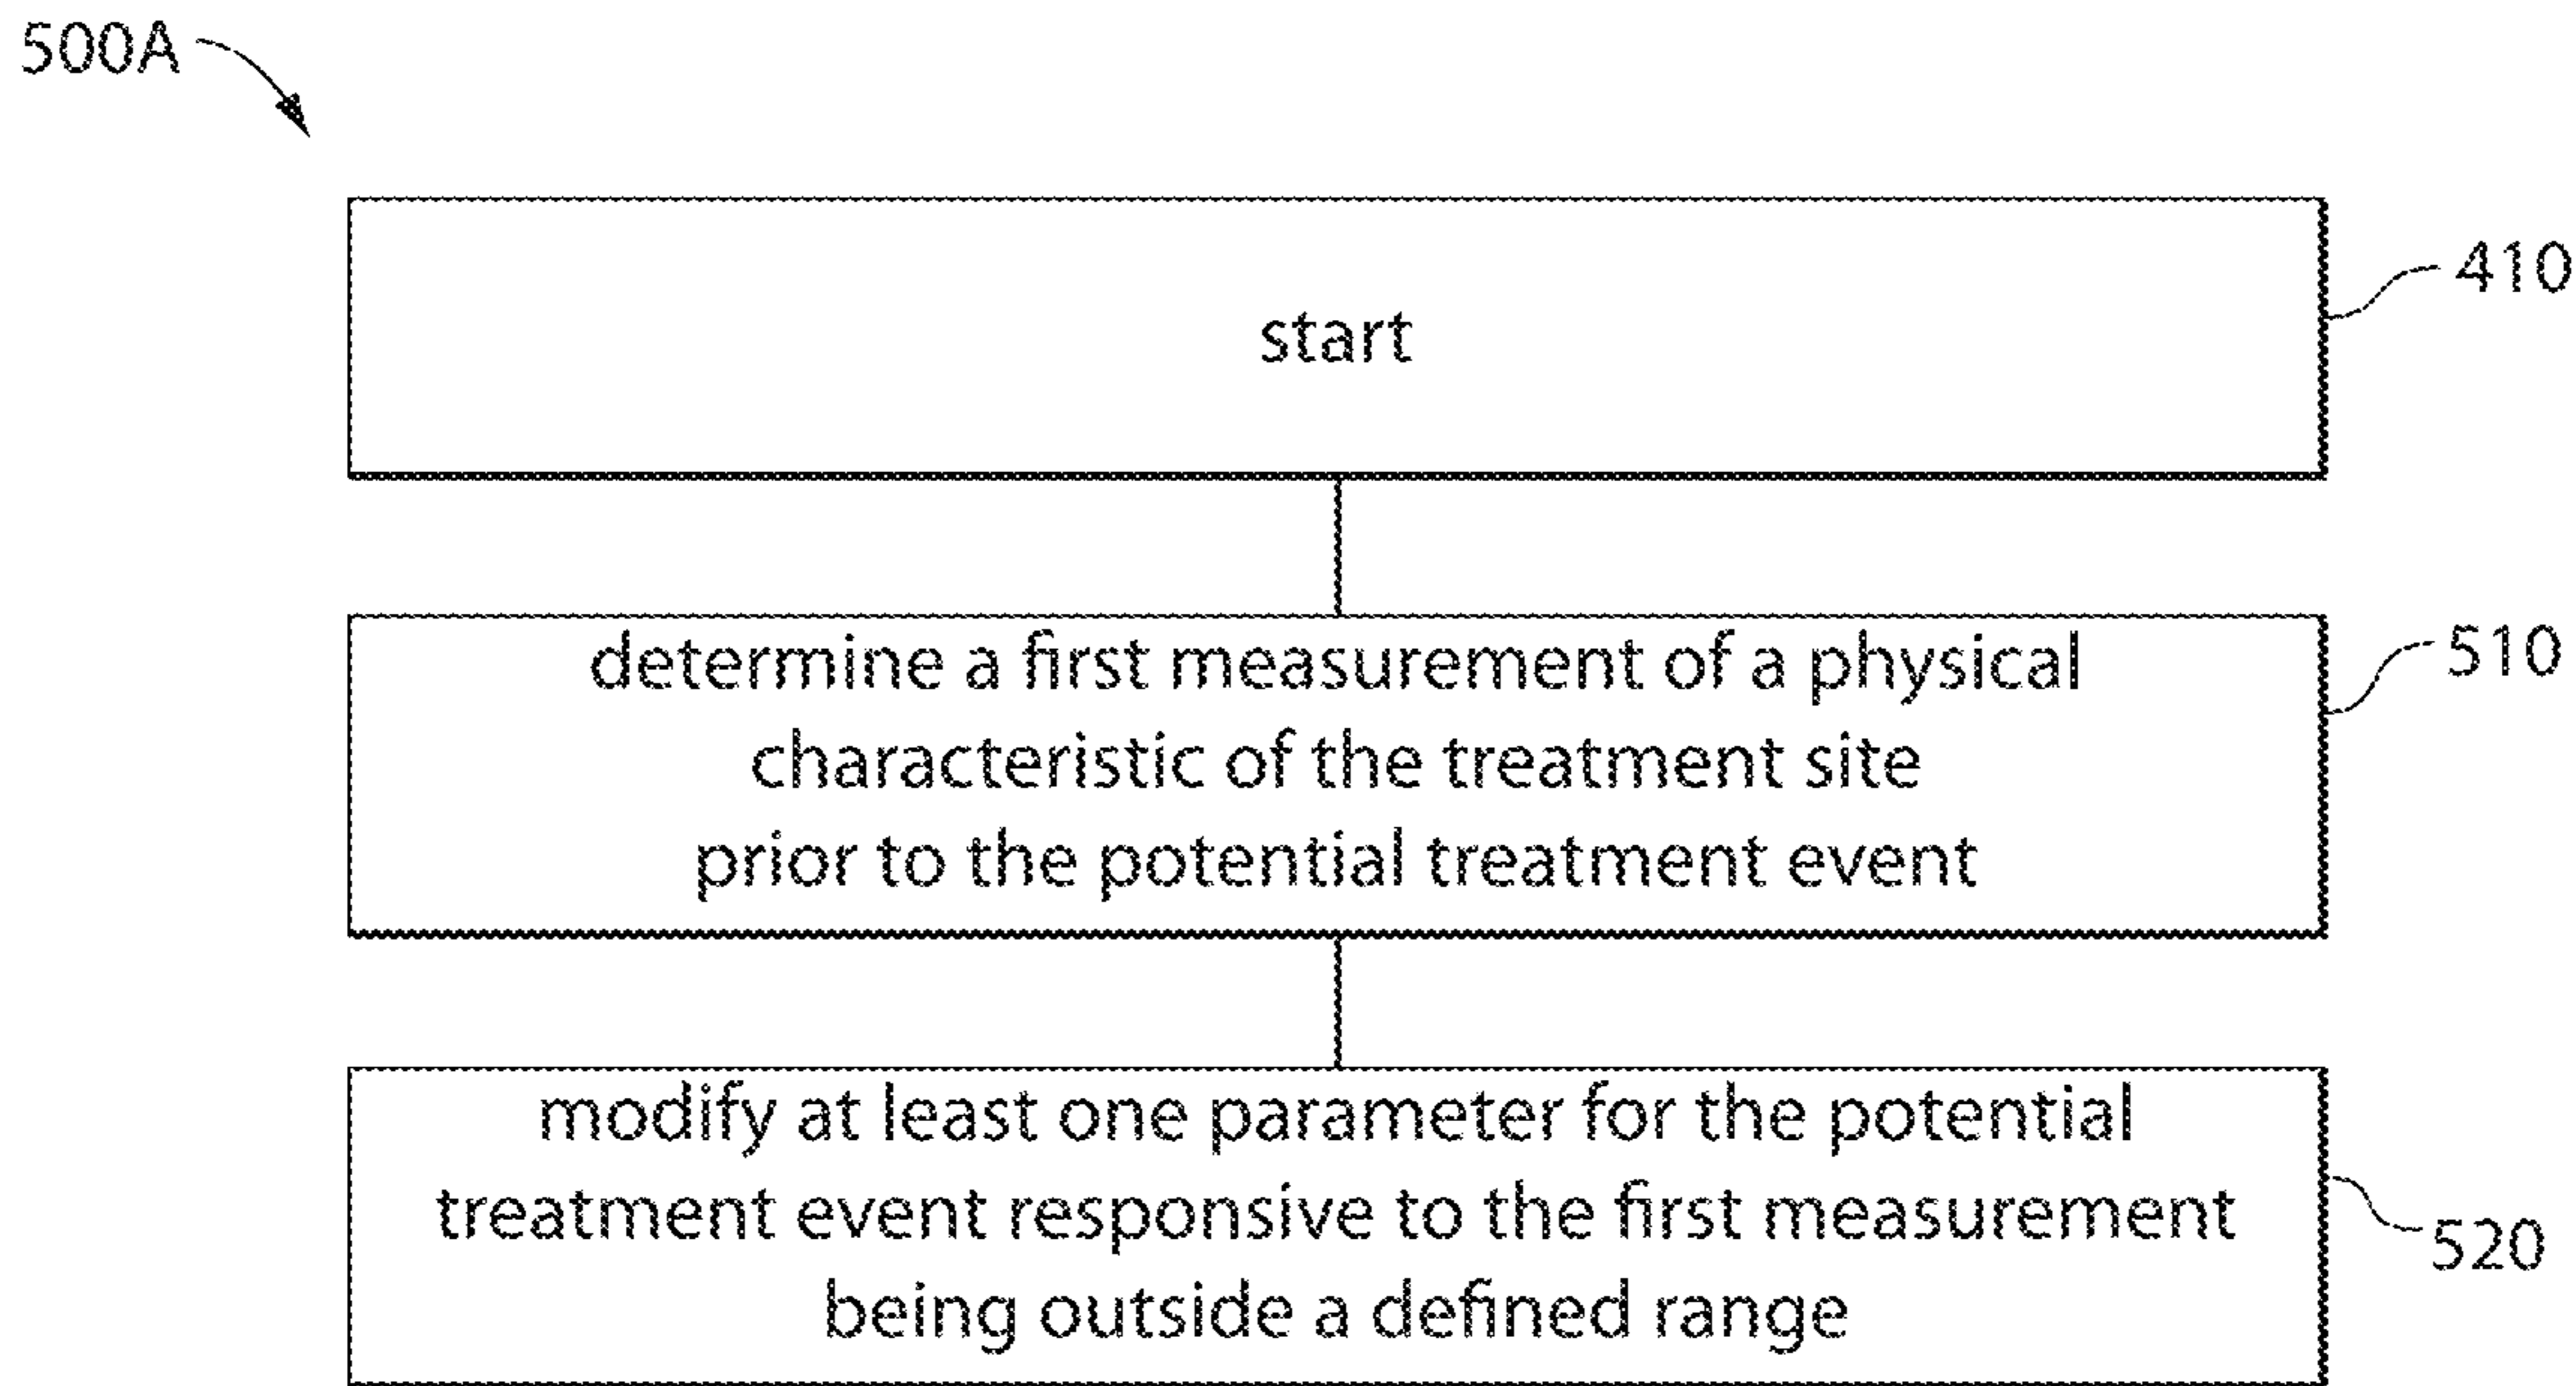 500A
start
410
determine a first measurement of a physical
characteristic of the treatment site
prior to the potential treatment event
510
modify at least one parameter for the potential
treatment event responsive to the first measurement
being outside a defined range
520